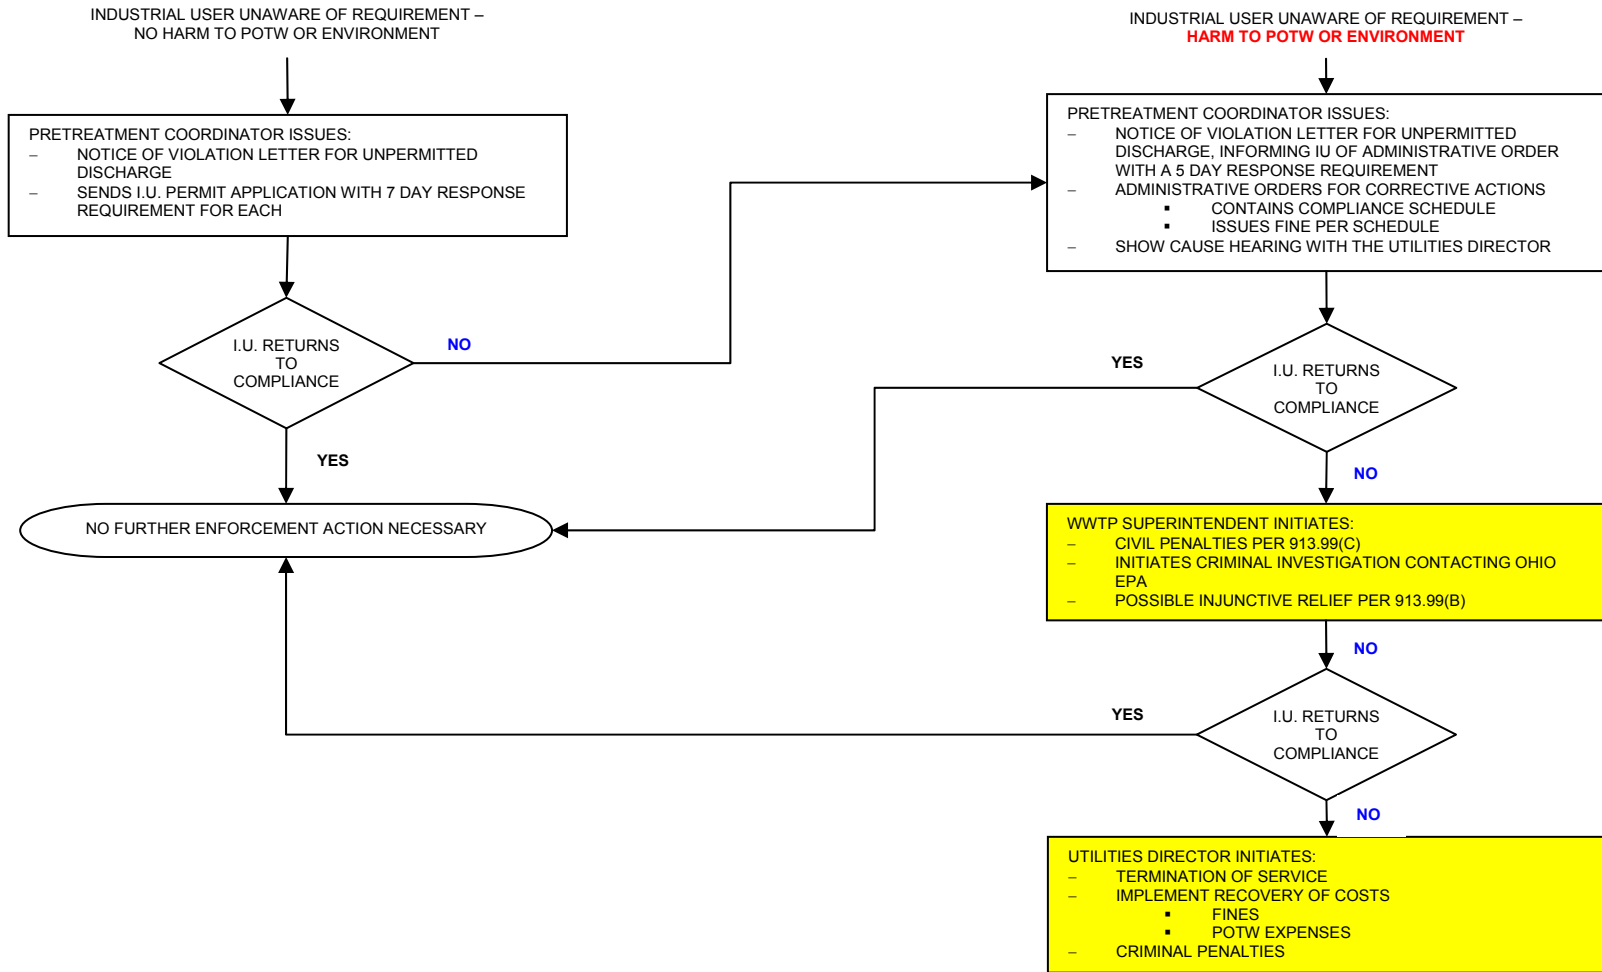 INDUSTRIAL USER UNAWARE OF REQUIREMENT –
NO HARM TO POTW OR ENVIRONMENT
PRETREATMENT COORDINATOR ISSUES:
– NOTICE OF VIOLATION LETTER FOR UNPERMITTED
DISCHARGE
– SENDS I.U. PERMIT APPLICATION WITH 7 DAY RESPONSE
REQUIREMENT FOR EACH
I.U. RETURNS
TO
COMPLIANCE
NO
YES
NO FURTHER ENFORCEMENT ACTION NECESSARY
INDUSTRIAL USER UNAWARE OF REQUIREMENT –
HARM TO POTW OR ENVIRONMENT
PRETREATMENT COORDINATOR ISSUES:
– NOTICE OF VIOLATION LETTER FOR UNPERMITTED
DISCHARGE, INFORMING IU OF ADMINISTRATIVE ORDER
WITH A 5 DAY RESPONSE REQUIREMENT
– ADMINISTRATIVE ORDERS FOR CORRECTIVE ACTIONS
▪ CONTAINS COMPLIANCE SCHEDULE
▪ ISSUES FINE PER SCHEDULE
– SHOW CAUSE HEARING WITH THE UTILITIES DIRECTOR
YES
I.U. RETURNS
TO
COMPLIANCE
NO
WWTP SUPERINTENDENT INITIATES:
– CIVIL PENALTIES PER 913.99(C)
– INITIATES CRIMINAL INVESTIGATION CONTACTING OHIO
EPA
– POSSIBLE INJUNCTIVE RELIEF PER 913.99(B)
NO
YES
I.U. RETURNS
TO
COMPLIANCE
NO
UTILITIES DIRECTOR INITIATES:
– TERMINATION OF SERVICE
– IMPLEMENT RECOVERY OF COSTS
▪ FINES
▪ POTW EXPENSES
– CRIMINAL PENALTIES